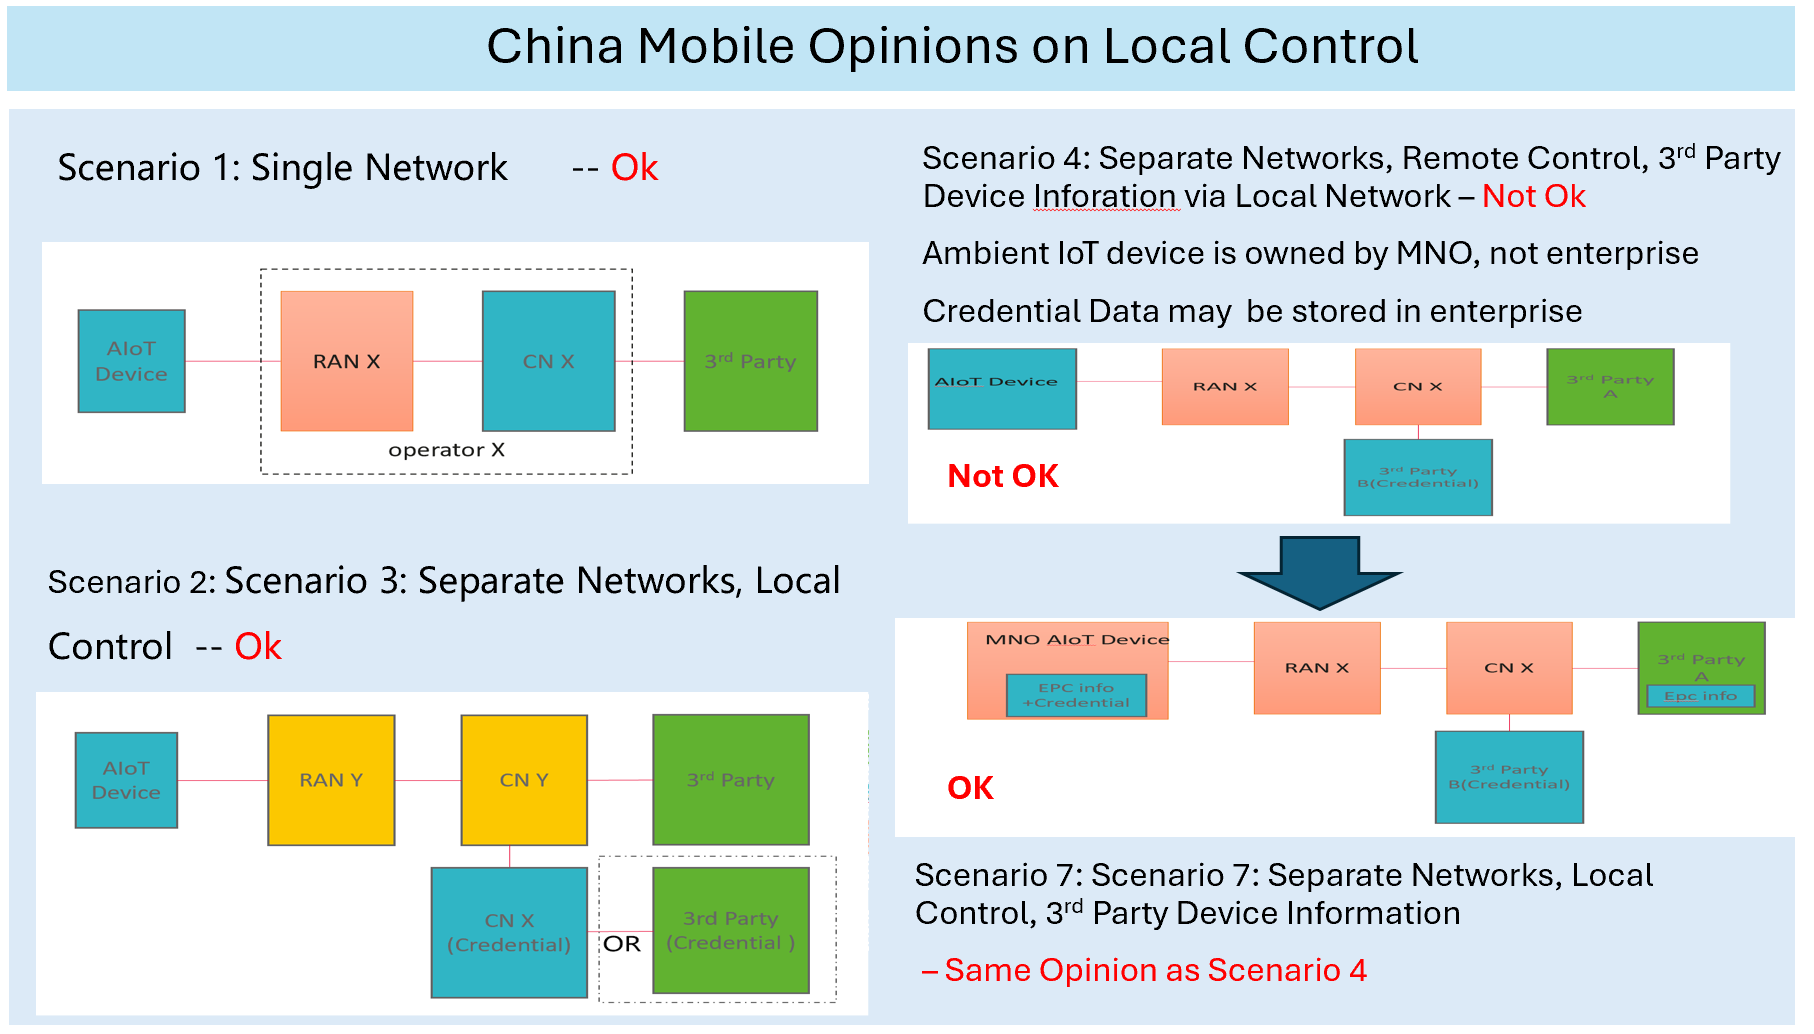 China Mobile Opinions on Local Control
Scenario 1: Single Network -- Ok
AIoT
Device
RAN X
CN X
3rd Party
operator X
Scenario 2: Scenario 3: Separate Networks, Local
Control -- Ok
AIoT
Device
RAN Y
CN Y
3rd Party
CN X
(Credential)
OR
3rd Party
(Credential )
Scenario 4: Separate Networks, Remote Control, 3rd Party
Device Inforation via Local Network – Not Ok
Ambient IoT device is owned by MNO, not enterprise
Credential Data may be stored in enterprise
AIoT Device
RAN X
CN X
3rd Party
A
3rd Party
B(Credential)
Not OK
MNO AIoT Device
EPC info
+Credential
RAN X
CN X
3rd Party
A
Epc info
3rd Party
B(Credential)
OK
Scenario 7: Scenario 7: Separate Networks, Local
Control, 3rd Party Device Information
– Same Opinion as Scenario 4